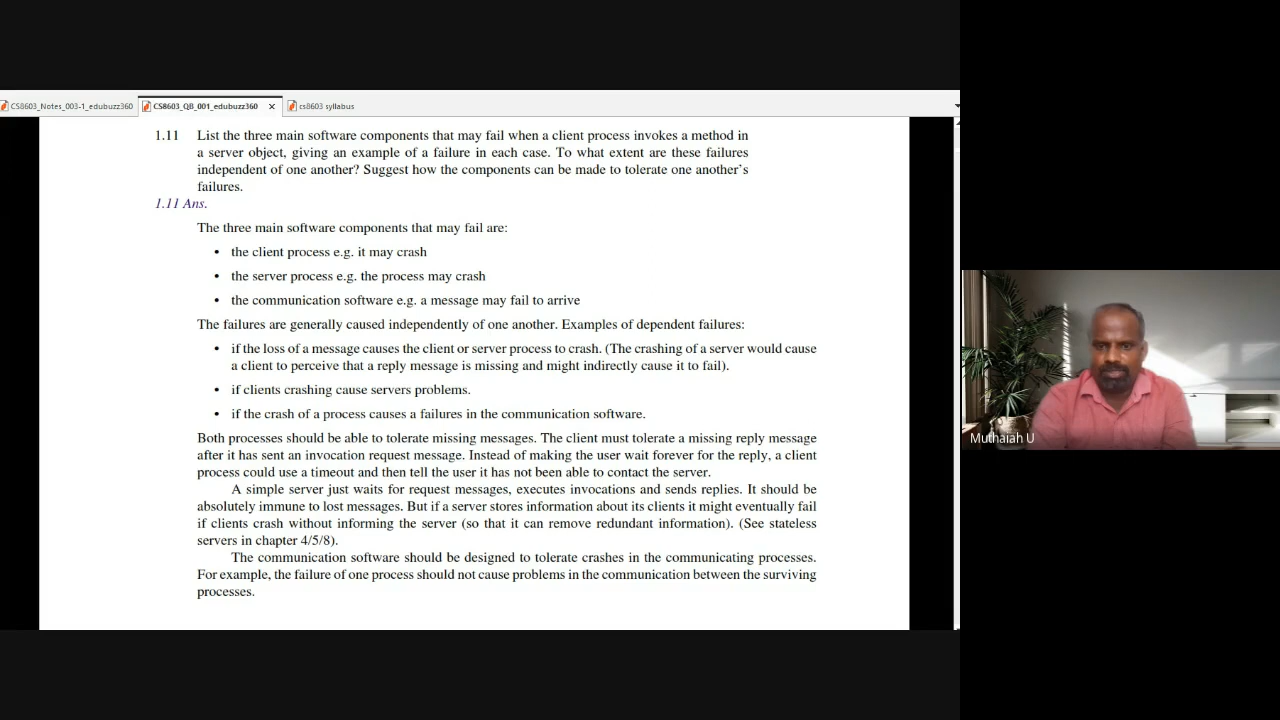 CS8603_Notes_003-1_edubuzz360 CS8603_QB_001_edubuzz360 × cs8603 syllabus
1.11 List the three main software components that may fail when a client process invokes a method in
a server object, giving an example of a failure in each case. To what extent are these failures
independent of one another? Suggest how the components can be made to tolerate one another's
failures.
1.11 Ans.
The three main software components that may fail are:
• the client process e.g. it may crash
• the server process e.g. the process may crash
• the communication software e.g. a message may fail to arrive
The failures are generally caused independently of one another. Examples of dependent failures:
• if the loss of a message causes the client or server process to crash. (The crashing of a server would cause
a client to perceive that a reply message is missing and might indirectly cause it to fail).
• if clients crashing cause servers problems.
• if the crash of a process causes a failures in the communication software.
Both processes should be able to tolerate missing messages. The client must tolerate a missing reply message
after it has sent an invocation request message. Instead of making the user wait forever for the reply, a client
process could use a timeout and then tell the user it has not been able to contact the server.
A simple server just waits for request messages, executes invocations and sends replies. It should be
absolutely immune to lost messages. But if a server stores information about its clients it might eventually fail
if clients crash without informing the server (so that it can remove redundant information). (See stateless
servers in chapter 4/5/8).
The communication software should be designed to tolerate crashes in the communicating processes.
For example, the failure of one process should not cause problems in the communication between the surviving
processes.
Muthaiah U